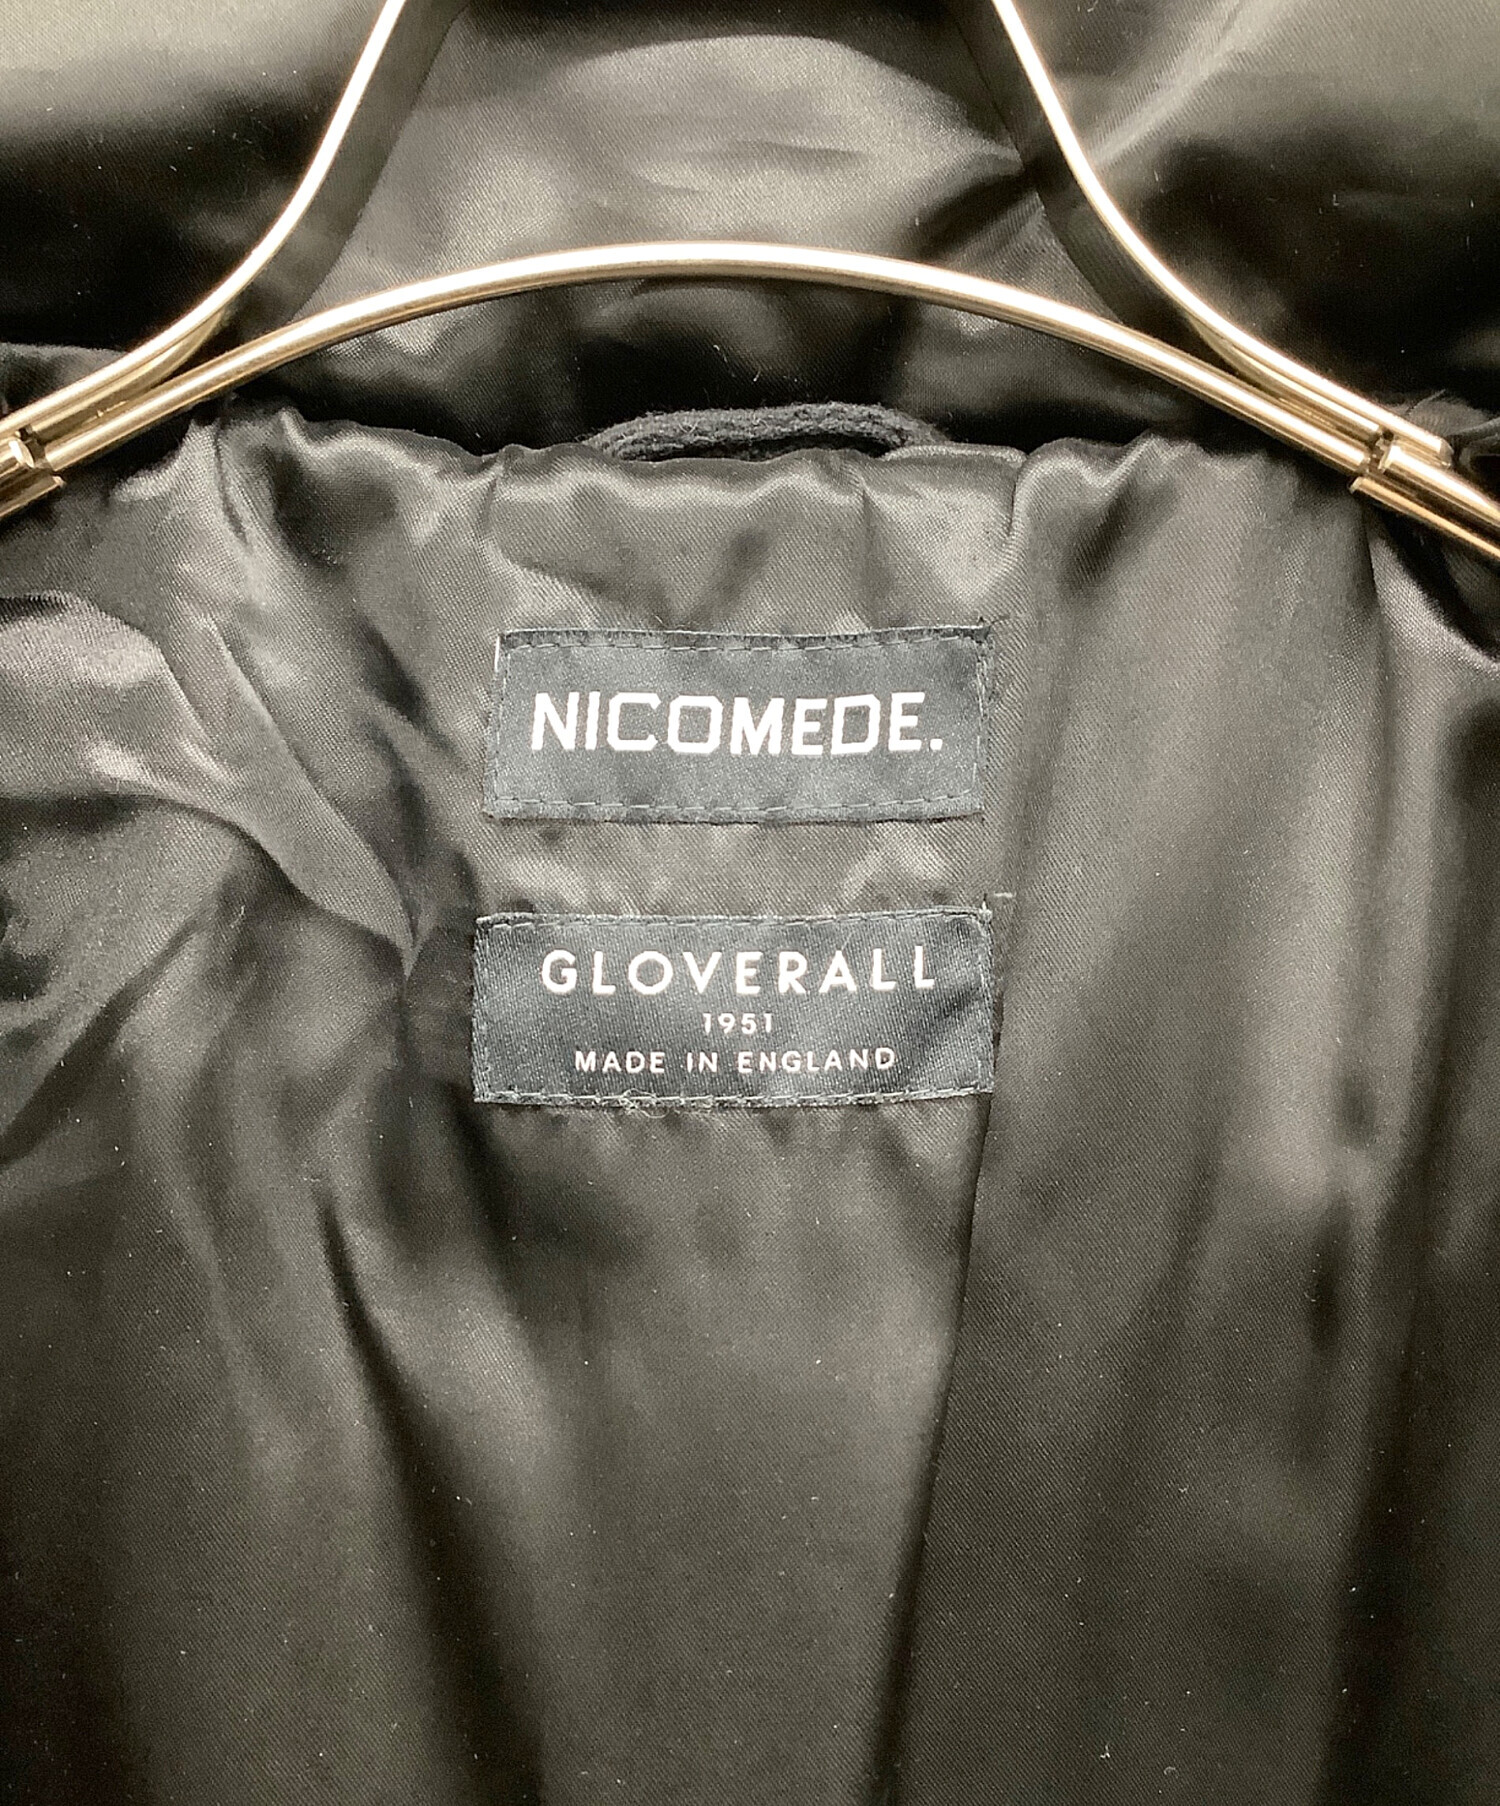 NICOMEDE.
GLOVERALL
1951
MADE IN ENGLAND